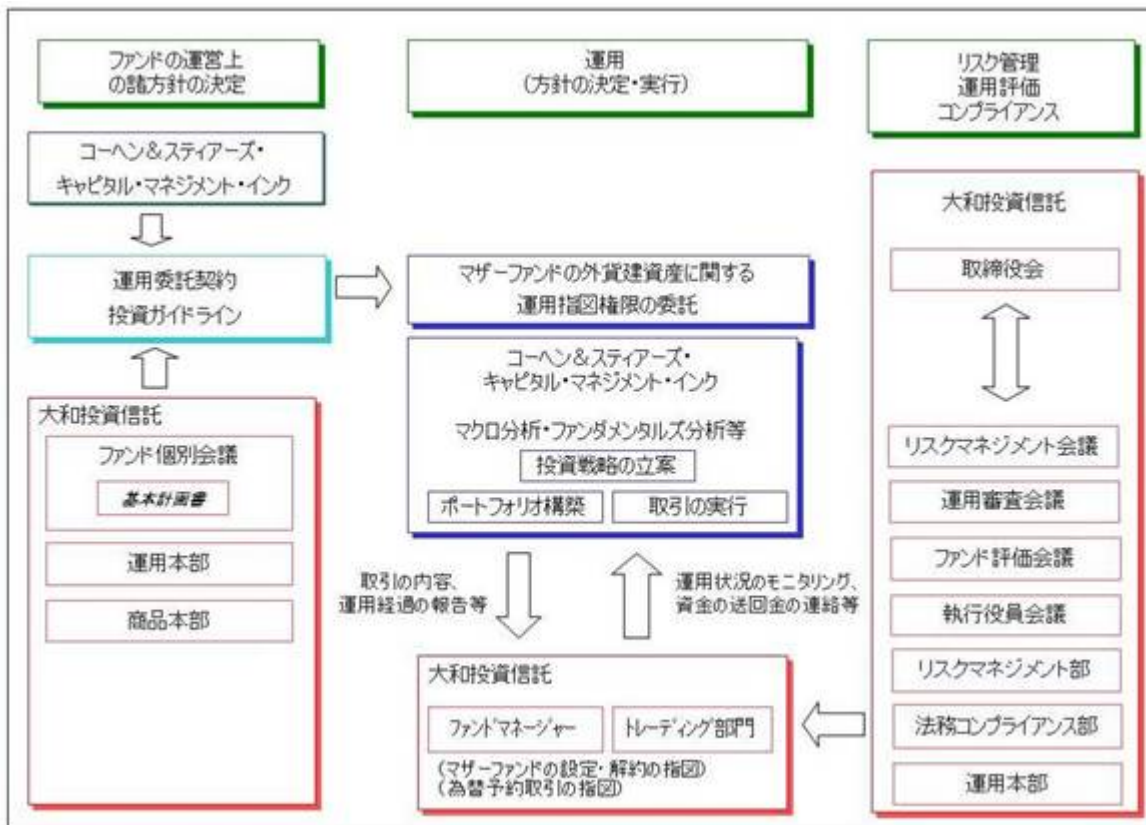 ファンドの運営上
の諸方針の決定
運用
(方針の決定・実行)
リスク管理
運用評価
コンプライアンス
コーヘン＆スティアーズ・
キャピタル・マネジメント・インク
運用委託契約
投資ガイドライン
大和投資信託
ファンド個別会議
基本計画書
運用本部
商品本部
マザーファンドの外貨建資産に関する
運用指図権限の委託
コーヘン＆スティアーズ・
キャピタル・マネジメント・インク
マクロ分析・ファンダメンタルズ分析等
投資戦略の立案
ポートフォリオ構築
取引の実行
取引の内容、
運用経過の報告等
運用状況のモニタリング、
資金の送回金の連絡等
大和投資信託
ファンドマネージャー
トレーディング部門
(マザーファンドの設定・解約の指図)
(為替予約取引の指図)
大和投資信託
取締役会
リスクマネジメント会議
運用審査会議
ファンド評価会議
執行役員会議
リスクマネジメント部
法務コンプライアンス部
運用本部